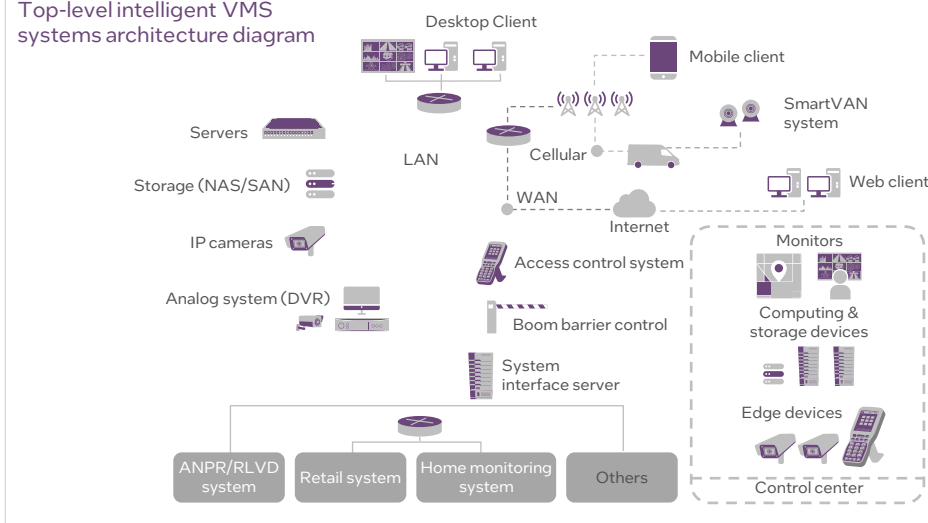 Top-level intelligent VMS
systems architecture diagram
Desktop Client
Mobile client
SmartVAN
system
Servers
LAN
Cellular
Storage (NAS/SAN)
Web client
WAN
Internet
IP cameras
Access control system
Monitors
Analog system (DVR)
Boom barrier control
Computing &
storage devices
System
interface server
Edge devices
ANPR/RLVD
system
Retail system
Home monitoring
system
Others
Control center